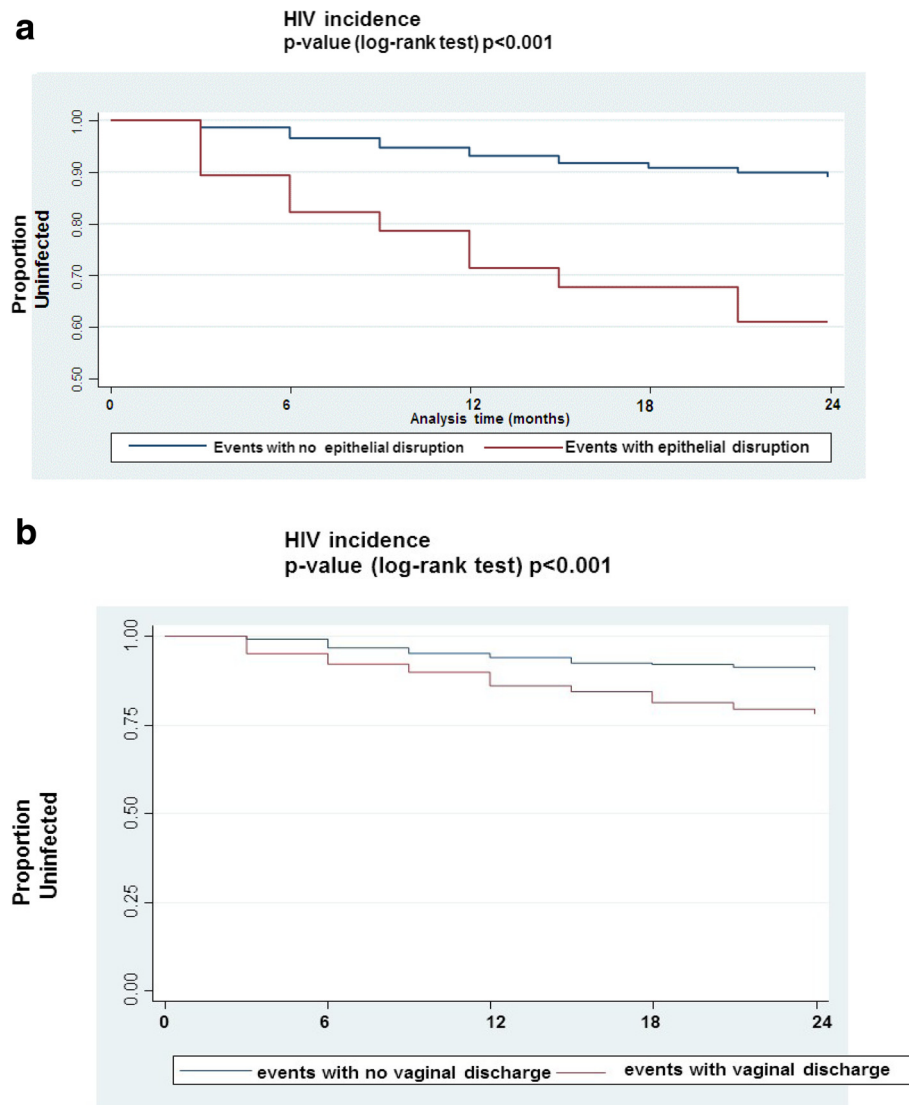 a
HIV incidence
p-value (log-rank test) p<0.001
Proportion
Uninfected
1.00
0.90
0.80
0.70
0.60
0.50
0 6 12 18 24
Analysis time (months)
Events with no epithelial disruption Events with epithelial disruption
b
HIV incidence
p-value (log-rank test) p<0.001
Proportion
Uninfected
1.00
0.75
0.50
0.25
0.00
0 6 12 18 24
events with no vaginal discharge events with vaginal discharge